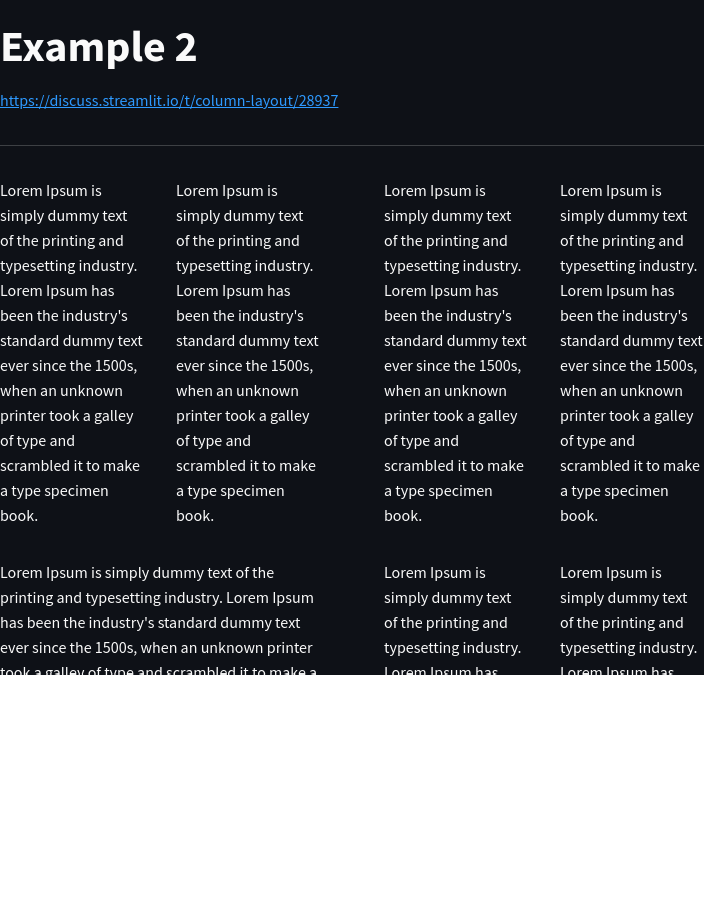 Example 2
https://discuss.streamlit.io/t/column-layout/28937
Lorem Ipsum is
simply dummy text
of the printing and
typesetting industry.
Lorem Ipsum has
been the industry's
standard dummy text
ever since the 1500s,
when an unknown
printer took a galley
of type and
scrambled it to make
a type specimen
book.
Lorem Ipsum is
simply dummy text
of the printing and
typesetting industry.
Lorem Ipsum has
been the industry's
standard dummy text
ever since the 1500s,
when an unknown
printer took a galley
of type and
scrambled it to make
a type specimen
book.
Lorem Ipsum is
simply dummy text
of the printing and
typesetting industry.
Lorem Ipsum has
been the industry's
standard dummy text
ever since the 1500s,
when an unknown
printer took a galley
of type and
scrambled it to make
a type specimen
book.
Lorem Ipsum is
simply dummy text
of the printing and
typesetting industry.
Lorem Ipsum has
been the industry's
standard dummy text
ever since the 1500s,
when an unknown
printer took a galley
of type and
scrambled it to make
a type specimen
book.
Lorem Ipsum is simply dummy text of the
printing and typesetting industry. Lorem Ipsum
has been the industry's standard dummy text
ever since the 1500s, when an unknown printer
took a galley of type and scrambled it to make a
Lorem Ipsum is
simply dummy text
of the printing and
typesetting industry.
Lorem Ipsum has
Lorem Ipsum is
simply dummy text
of the printing and
typesetting industry.
Lorem Ipsum has